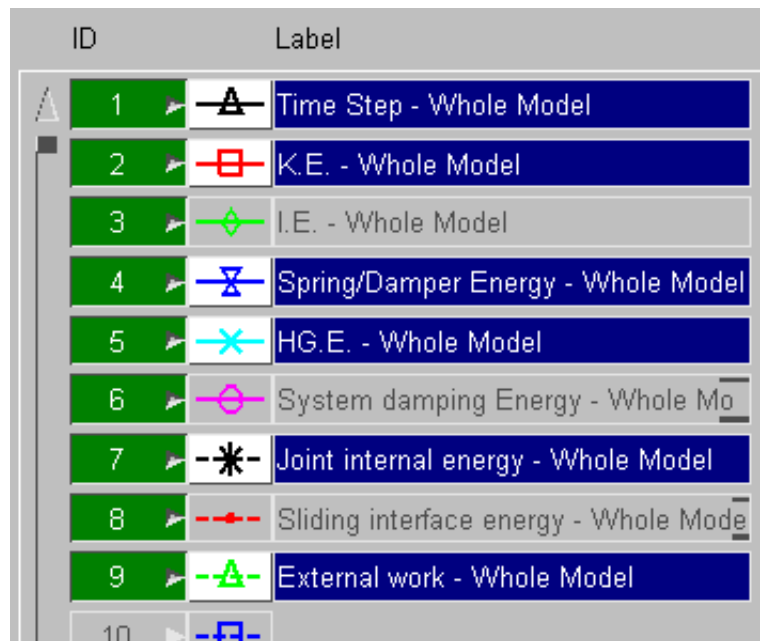 ID Label
1 Time Step - Whole Model
2 K.E. - Whole Model
3 I.E. - Whole Model
4 Spring/Damper Energy - Whole Model
5 HG.E. - Whole Model
6 System damping Energy - Whole Mo
7 Joint internal energy - Whole Model
8 Sliding interface energy - Whole Mode
9 External work - Whole Model
10